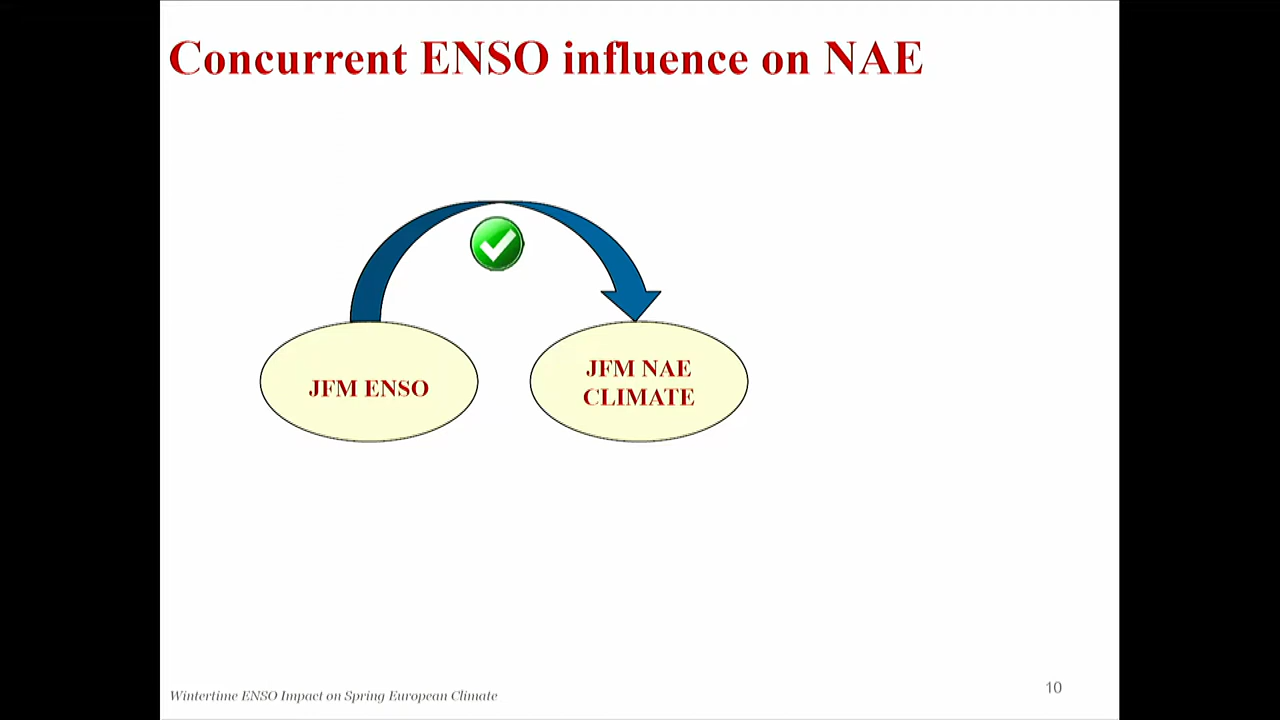 Concurrent ENSO influence on NAE
JFM ENSO
JFM NAE
CLIMATE
Wintertime ENSO Impact on Spring European Climate
10